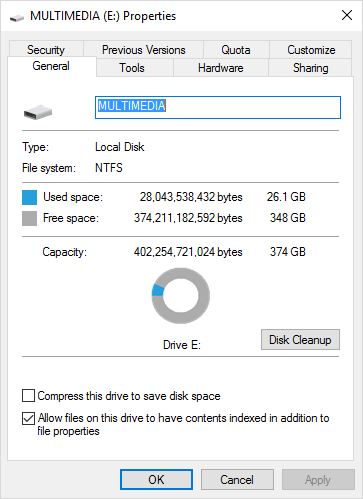 MULTIMEDIA (E:) Properties
Security Previous Versions Quota Customize
General Tools Hardware Sharing
MULTIMEDIA
Type: Local Disk
File system: NTFS
Used space: 28,043,538,432 bytes 26.1 GB
Free space: 374,211,182,592 bytes 348 GB
Capacity: 402,254,721,024 bytes 374 GB
Drive E: Disk Cleanup
Compress this drive to save disk space
Allow files on this drive to have contents indexed in addition to
file properties
OK Cancel Apply